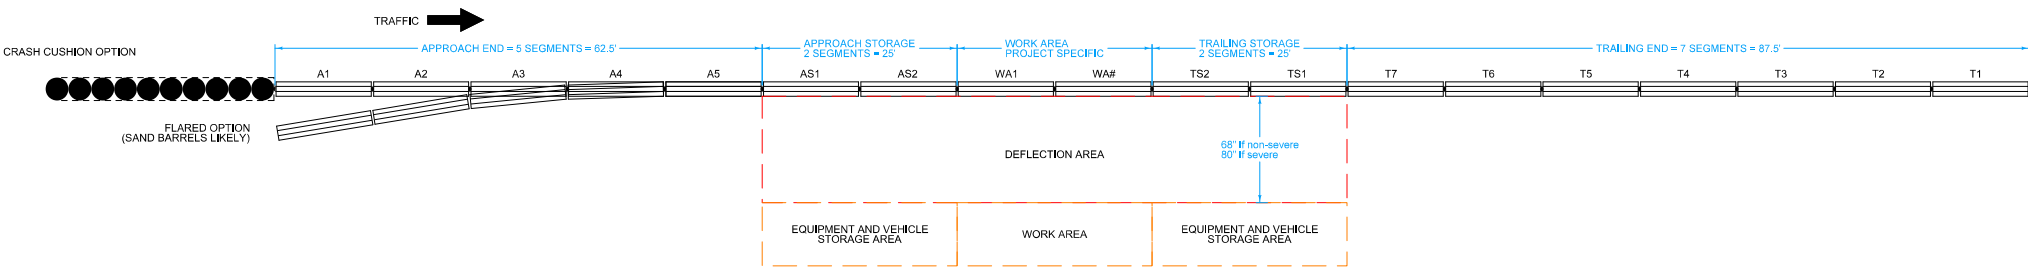 TRAFFIC
CRASH CUSHION OPTION
APPROACH END = 5 SEGMENTS = 62.5'
APPROACH STORAGE
2 SEGMENTS = 25'
WORK AREA
PROJECT SPECIFIC
TRAILING STORAGE
2 SEGMENTS = 25'
TRAILING END = 7 SEGMENTS = 87.5'
A1
A2
A3
A4
A5
AS1
AS2
WA1
WA#
TS2
TS1
T7
T6
T5
T4
T3
T2
T1
FLARED OPTION
(SAND BARRELS LIKELY)
DEFLECTION AREA
68" If non-severe
80" If severe
EQUIPMENT AND VEHICLE
STORAGE AREA
WORK AREA
EQUIPMENT AND VEHICLE
STORAGE AREA